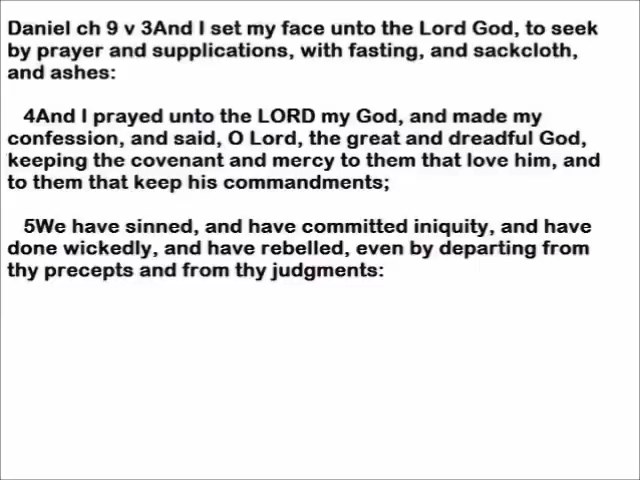 Daniel ch 9 v 3And I set my face unto the Lord God, to seek
by prayer and supplications, with fasting, and sackcloth,
and ashes:
4And I prayed unto the LORD my God, and made my
confession, and said, O Lord, the great and dreadful God,
keeping the covenant and mercy to them that love him, and
to them that keep his commandments;
5We have sinned, and have committed iniquity, and have
done wickedly, and have rebelled, even by departing from
thy precepts and from thy judgments: